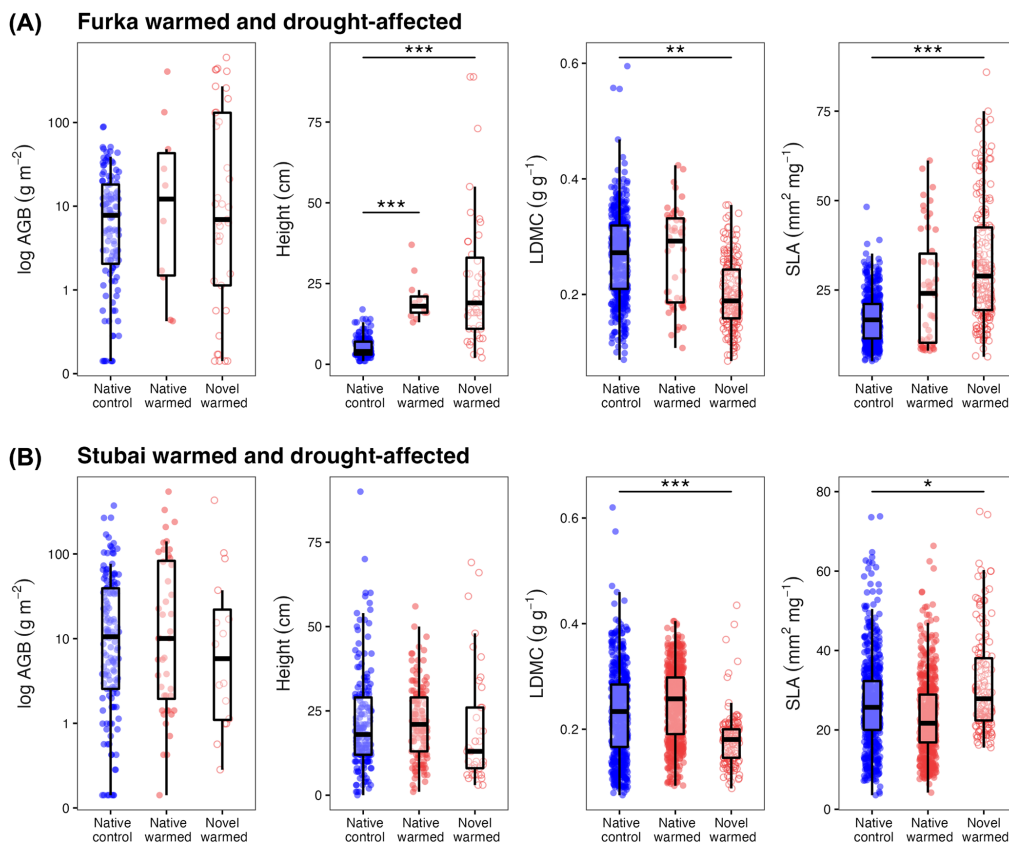 (A) Furka warmed and drought-affected
log AGB (g m⁻²)
100
10
1
0
Native control
Native warmed
Novel warmed
Height (cm)
***
***
75
50
25
0
Native control
Native warmed
Novel warmed
LDMC (g g⁻¹)
**
0.6
0.4
0.2
Native control
Native warmed
Novel warmed
SLA (mm² mg⁻¹)
***
75
50
25
Native control
Native warmed
Novel warmed
(B) Stubai warmed and drought-affected
log AGB (g m⁻²)
100
10
1
0
Native control
Native warmed
Novel warmed
Height (cm)
75
50
25
0
Native control
Native warmed
Novel warmed
LDMC (g g⁻¹)
***
0.6
0.4
0.2
Native control
Native warmed
Novel warmed
SLA (mm² mg⁻¹)
*
80
60
40
20
0
Native control
Native warmed
Novel warmed